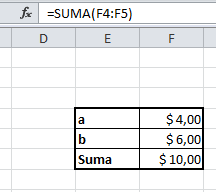 fx =SUMA(F4:F5)
D E F
a $ 4,00
b $ 6,00
Suma $ 10,00